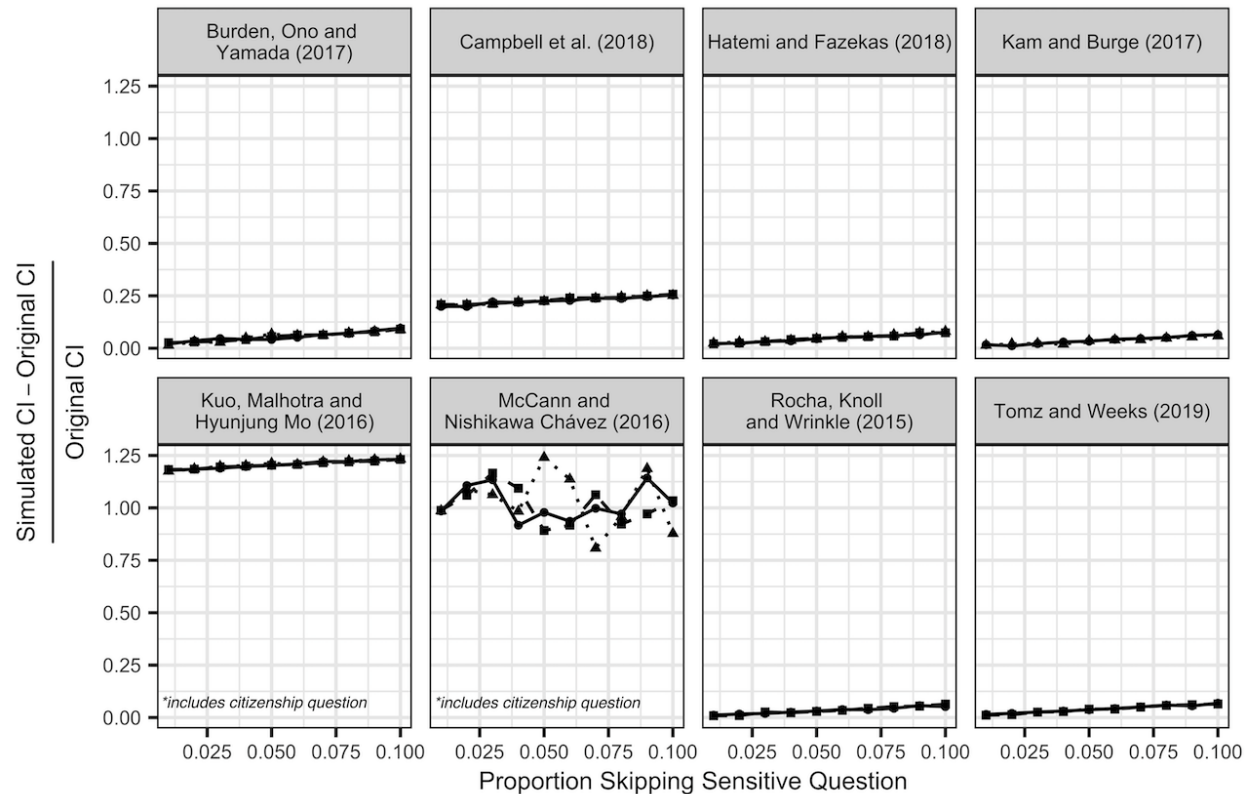 Burden, Ono and
Yamada (2017)
Campbell et al. (2018)
Hatemi and Fazekas (2018)
Kam and Burge (2017)
1.25
1.00
0.75
0.50
0.25
0.00
Kuo, Malhotra and
Hyunjung Mo (2016)
McCann and
Nishikawa Chávez (2016)
Rocha, Knoll
and Wrinkle (2015)
Tomz and Weeks (2019)
1.25
1.00
0.75
0.50
0.25
0.00
*includes citizenship question
*includes citizenship question
0.025 0.050 0.075 0.100
0.025 0.050 0.075 0.100
0.025 0.050 0.075 0.100
0.025 0.050 0.075 0.100
Proportion Skipping Sensitive Question
Simulated CI − Original CI
Original CI